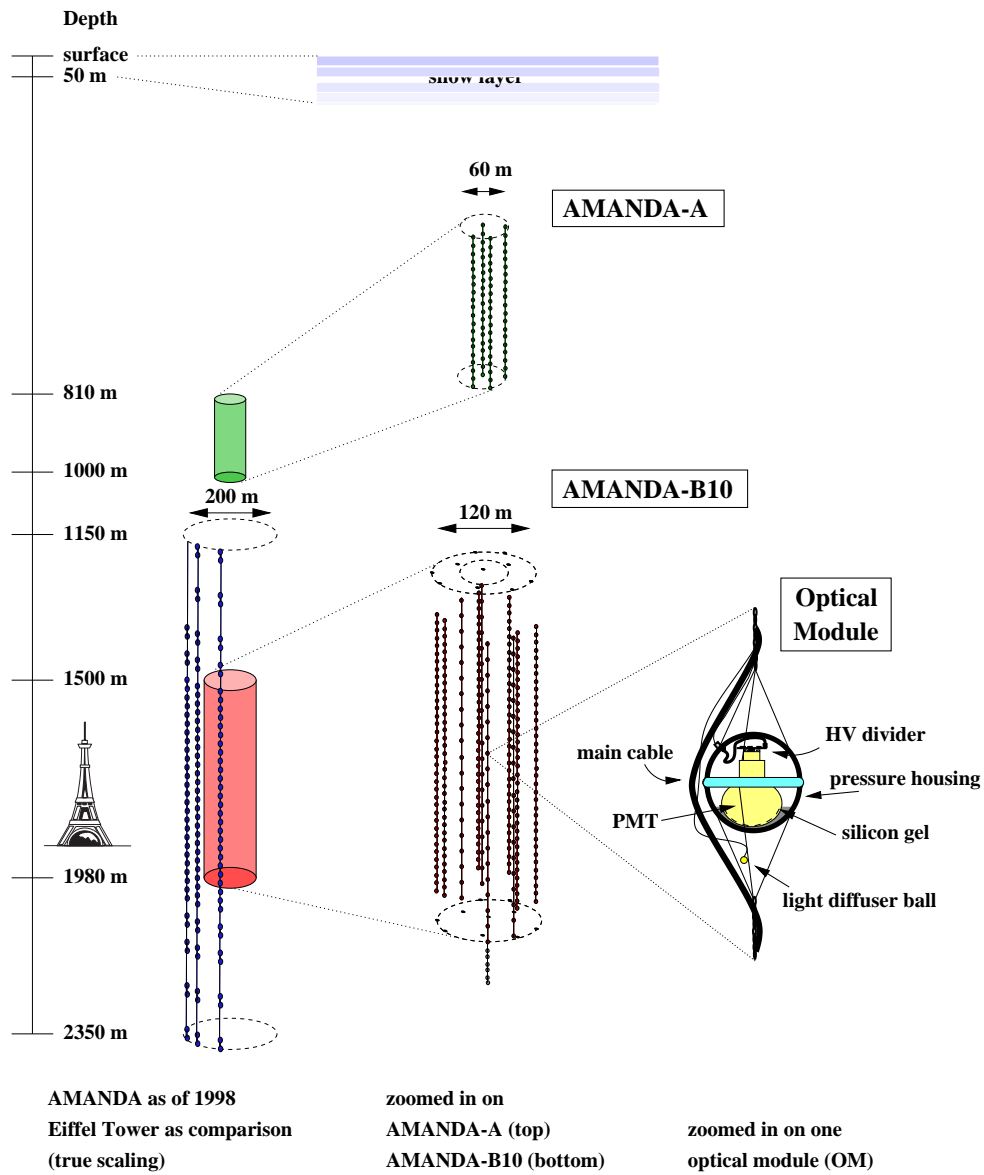 Depth
surface
50 m
snow layer
60 m
AMANDA-A
810 m
1000 m
AMANDA-B10
200 m
120 m
1150 m
Optical
Module
1500 m
HV divider
main cable
pressure housing
PMT
silicon gel
1980 m
light diffuser ball
2350 m
AMANDA as of 1998
Eiffel Tower as comparison
(true scaling)
zoomed in on
AMANDA-A (top)
AMANDA-B10 (bottom)
zoomed in on one
optical module (OM)